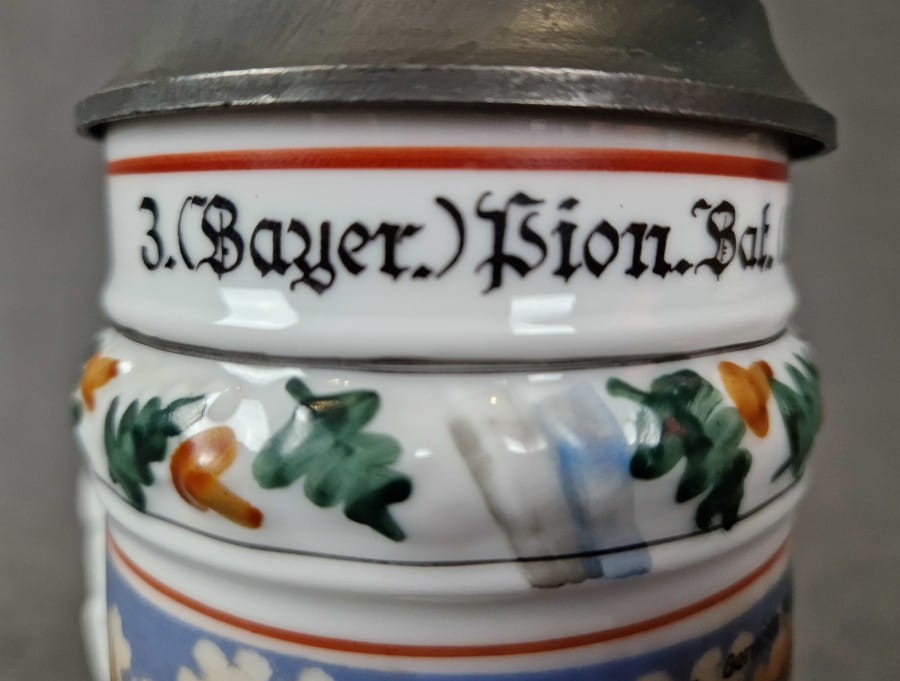 3. (Bayer.) Pion. Bat. (